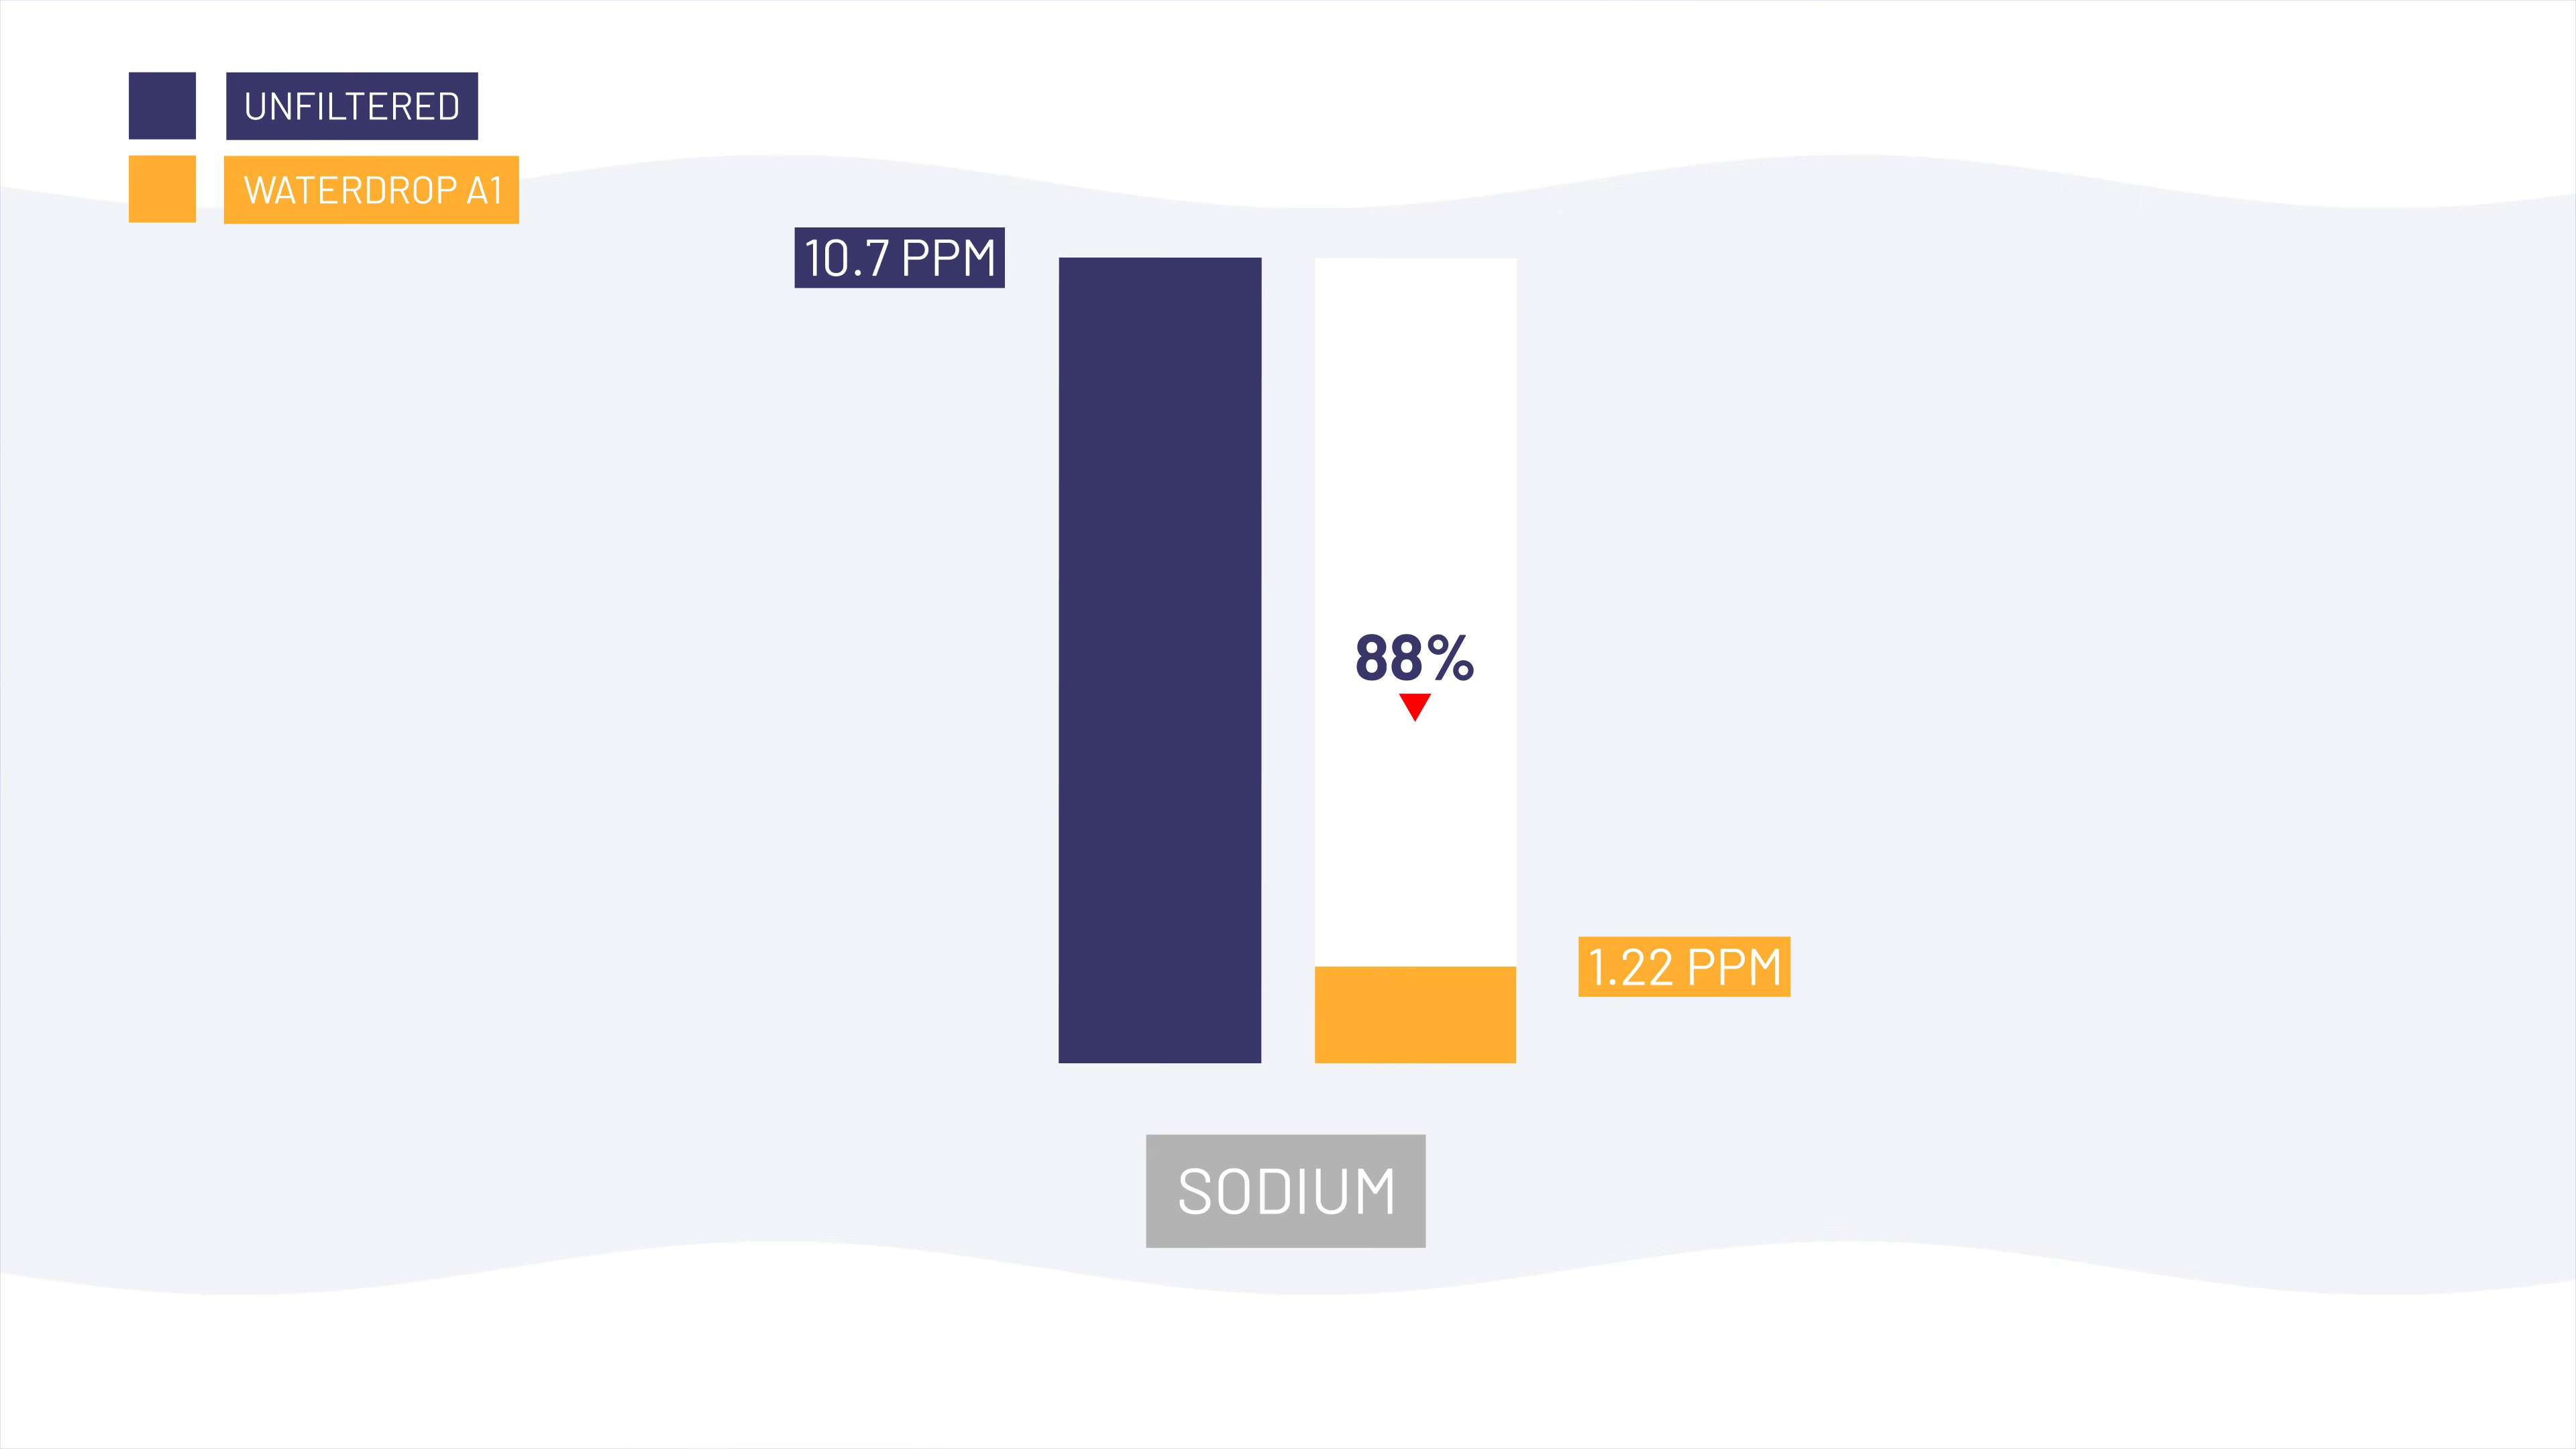 UNFILTERED
WATERDROP A1
10.7 PPM
88%
1.22 PPM
SODIUM